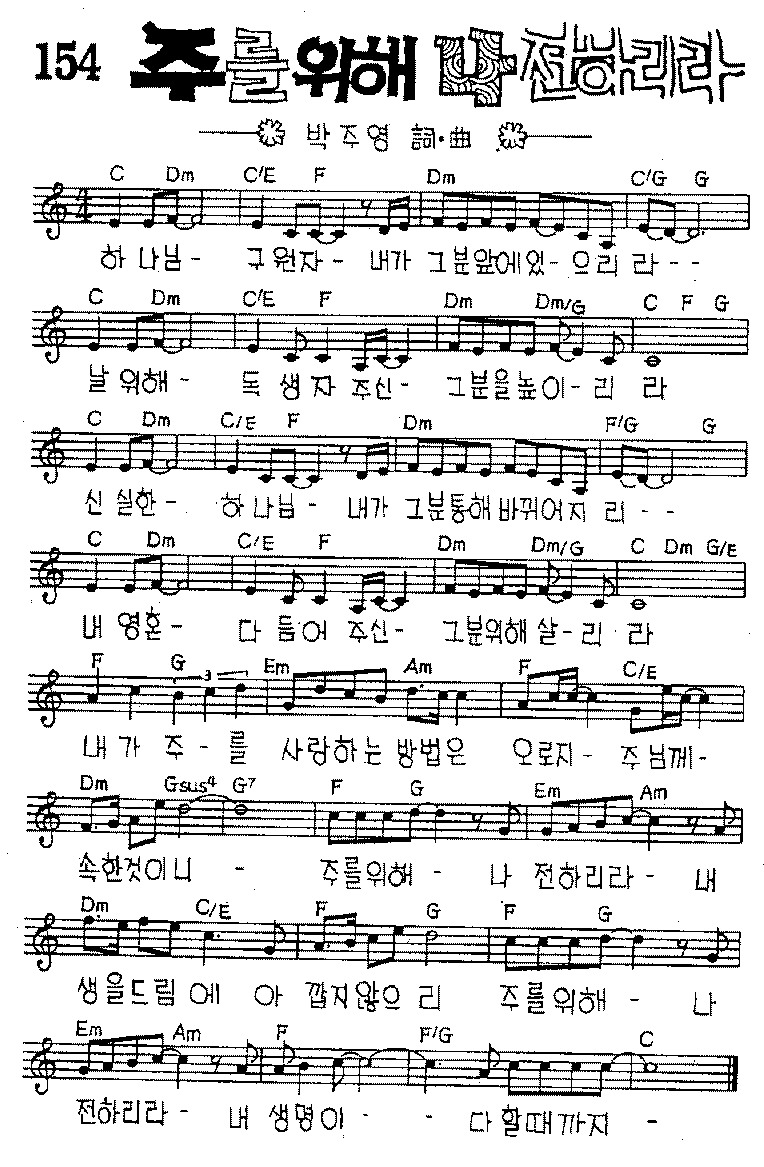 154 주를위해 나 전하리라
박주영 詞·曲
C Dm C/E F Dm C/G G
하 나님 - 구 원자 - 내가 그분앞에있 - 으리 라 - -
C Dm C/E F Dm Dm/G C F G
날 위해 - 독 생 자 주신 - 그분을높이 - 리 라
C Dm C/E F Dm F/G G
신 실한 - 하 나님 - 내가 그분통해 바뀌어지 리 - -
C Dm C/E F Dm Dm/G C Dm G/E
내 영혼 - 다 듬어 주신 - 그분위해 살 - 리 라
F G 3 Em Am F C/E
내 가 주 - 를 사랑하는 방법은 오로지 - 주님께 -
Dm Gsus4 G7 F G Em Am
속한것이니 - 주를위해 - 나 전하리라 - 내
Dm C/E F G F G
생을드림 에 아 깝지않으 리 주를위해 - 나
Em Am F F/G C
전하리라 - 내 생명이 - - 다 할때까지 -